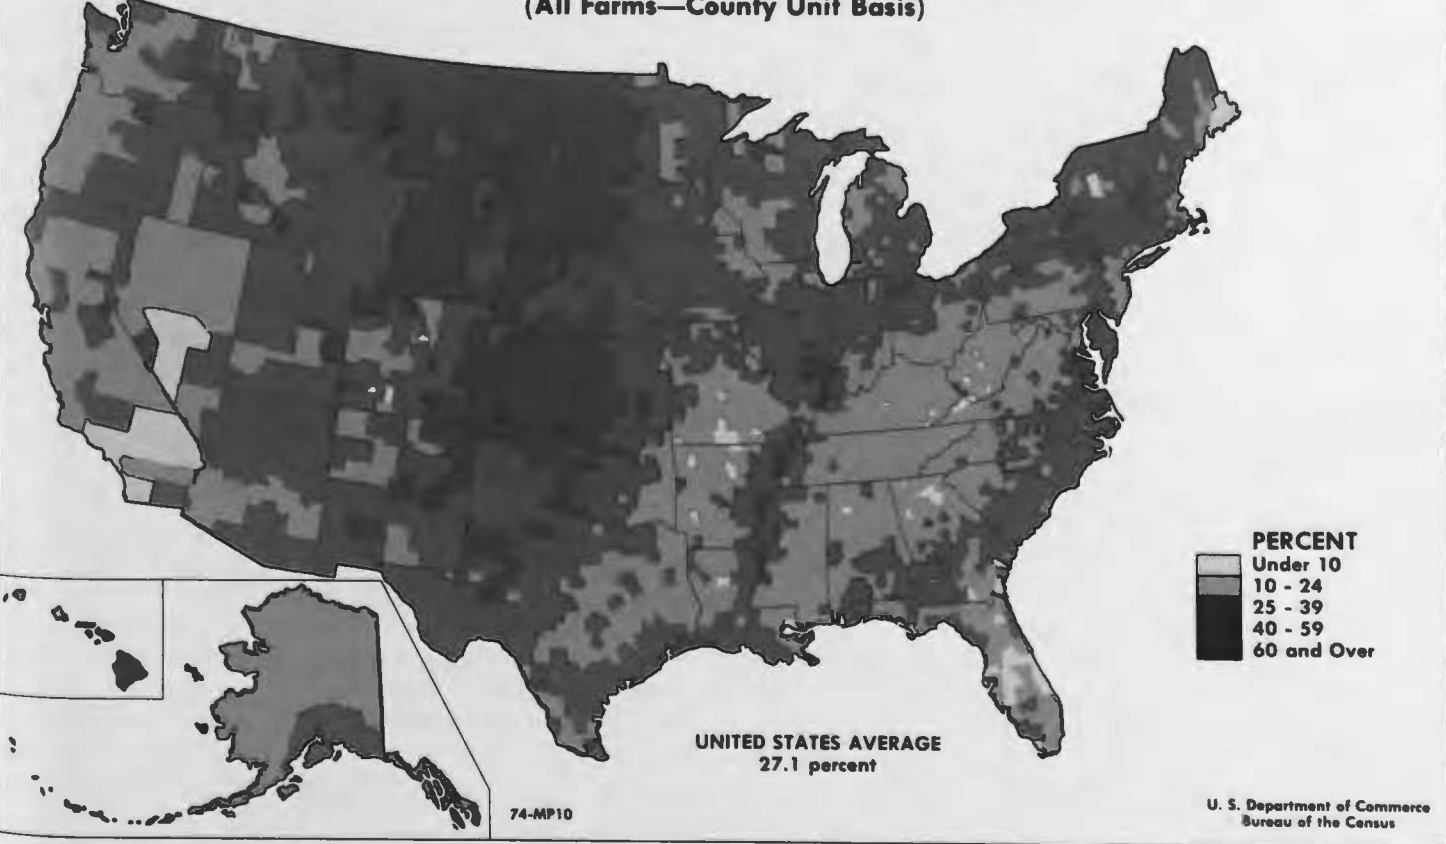 (All Farms—County Unit Basis)
PERCENT
Under 10
10 - 24
25 - 39
40 - 59
60 and Over
UNITED STATES AVERAGE
27.1 percent
74-MP10
U. S. Department of Commerce
Bureau of the Census